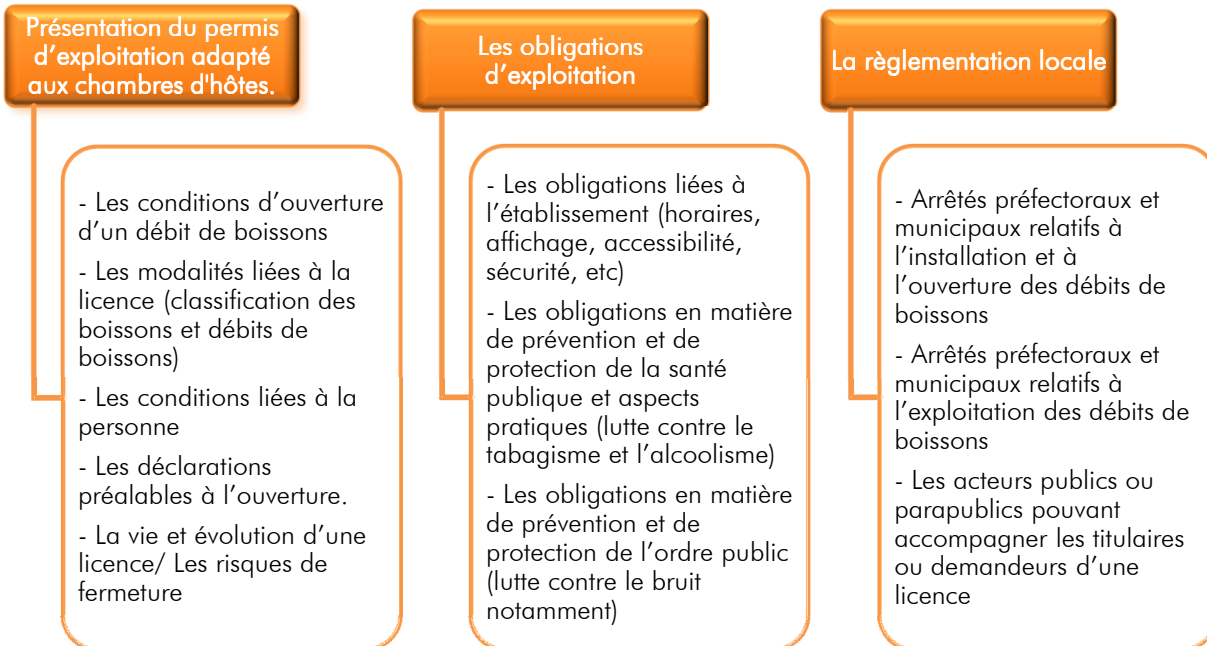 Présentation du permis
d'exploitation adapté
aux chambres d'hôtes.
- Les conditions d'ouverture
d'un débit de boissons
- Les modalités liées à la
licence (classification des
boissons et débits de
boissons)
- Les conditions liées à la
personne
- Les déclarations
préalables à l'ouverture.
- La vie et évolution d'une
licence/ Les risques de
fermeture
Les obligations
d'exploitation
- Les obligations liées à
l'établissement (horaires,
affichage, accessibilité,
sécurité, etc)
- Les obligations en matière
de prévention et de
protection de la santé
publique et aspects
pratiques (lutte contre le
tabagisme et l'alcoolisme)
- Les obligations en matière
de prévention et de
protection de l'ordre public
(lutte contre le bruit
notamment)
La règlementation locale
- Arrêtés préfectoraux et
municipaux relatifs à
l'installation et à
l'ouverture des débits de
boissons
- Arrêtés préfectoraux et
municipaux relatifs à
l'exploitation des débits de
boissons
- Les acteurs publics ou
parapublics pouvant
accompagner les titulaires
ou demandeurs d'une
licence